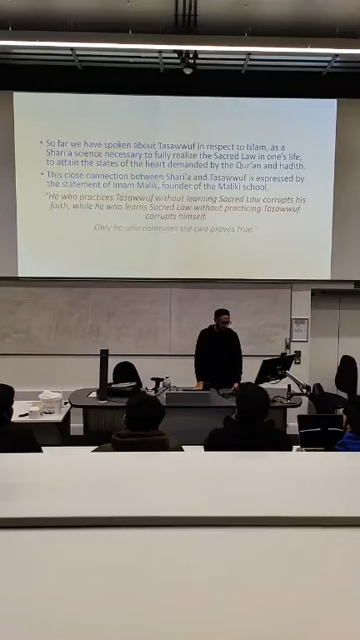 • So far we have spoken about Tasawwuf in respect to Islam, as a
Shari'a science necessary to fully realize the Sacred Law in one's life,
to attain the states of the heart demanded by the Qur'an and hadith.
• This close connection between Shari'a and Tasawwuf is expressed by
the statement of Imam Malik, founder of the Maliki school,
"He who practices Tasawwuf without learning Sacred Law corrupts his
faith, while he who learns Sacred Law without practicing Tasawwuf
corrupts himself.
Only he who combines the two proves true."